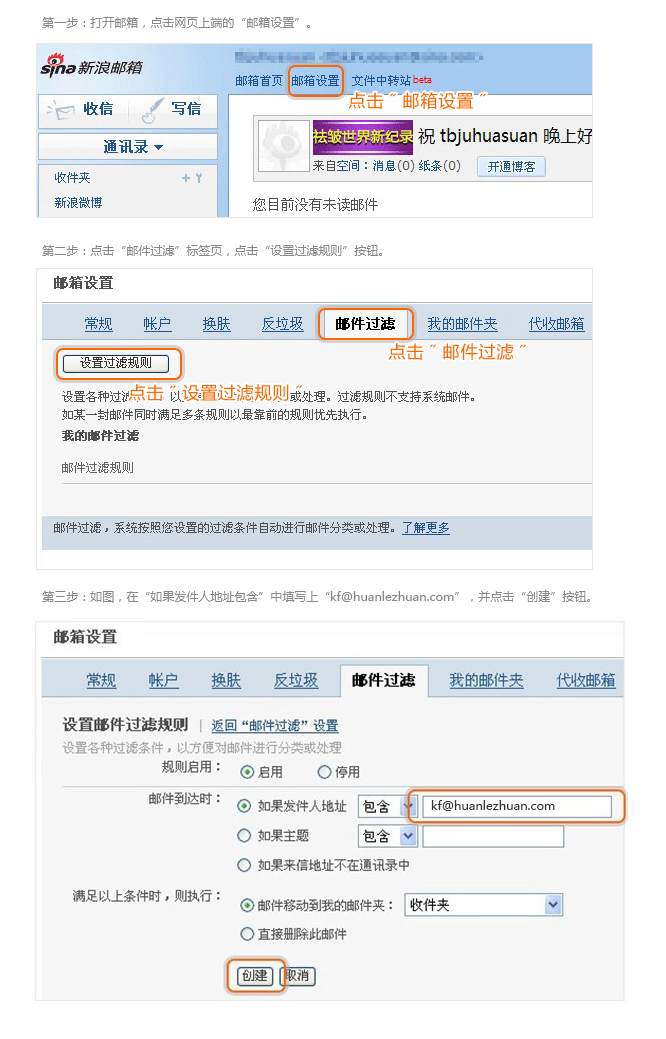 第一步：打开邮箱，点击网页上端的“邮箱设置”。
sina 新浪邮箱
邮箱首页 邮箱设置 文件中转站 beta
点击“邮箱设置”
收信 写信
通讯录
收件夹
新浪微博
祛皱世界新纪录 祝 tbjuhuasuan 晚上好
来自空间：消息(0) 纸条(0) 开通博客
您目前没有未读邮件
第二步：点击“邮件过滤”标签页，点击“设置过滤规则”按钮。
邮箱设置
常规 帐户 换肤 反垃圾 邮件过滤 我的邮件夹 代收邮箱
点击“邮件过滤”
设置过滤规则
点击“设置过滤规则”
设置各种过 以 或处理。过滤规则不支持系统邮件。
如某一封邮件同时满足多条规则以最靠前的规则优先执行。
我的邮件过滤
邮件过滤规则
邮件过滤，系统按照您设置的过滤条件自动进行邮件分类或处理。了解更多
第三步：如图，在“如果发件人地址包含”中填写上“kf@huanlezhuan.com”，并点击“创建”按钮。
邮箱设置
常规 帐户 换肤 反垃圾 邮件过滤 我的邮件夹 代收邮箱
设置邮件过滤规则 | 返回“邮件过滤”设置
设置各种过滤条件，以方便对邮件进行分类或处理
规则启用： 启用 停用
邮件到达时： 如果发件人地址 包含 kf@huanlezhuan.com
如果主题 包含
如果来信地址不在通讯录中
满足以上条件时，则执行： 邮件移动到我的邮件夹： 收件夹
直接删除此邮件
创建 取消